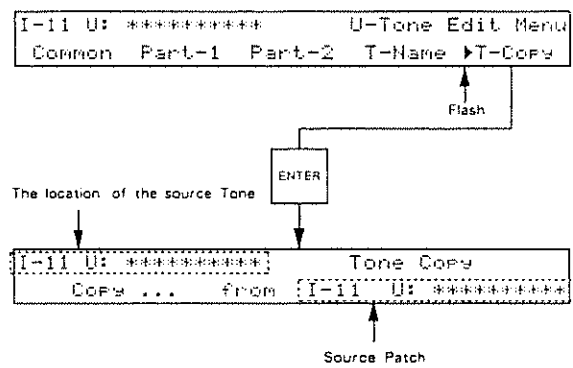 I-11 U: ********** U-Tone Edit Menu
Common Part-1 Part-2 T-Name ▶T-Copy
Flash
ENTER
The location of the source Tone
I-11 U: ********** Tone Copy
Copy ... from I-11 U: **********
Source Patch